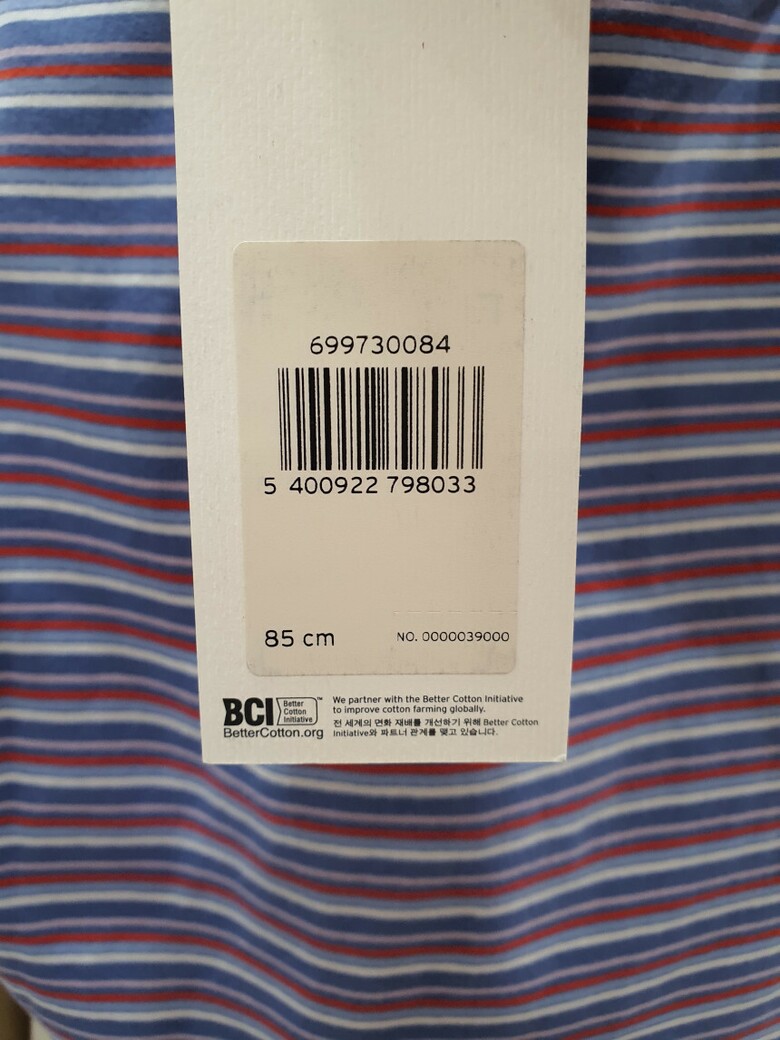 699730084
5 400922 798033
85 cm
NO. 0000039000
BCI Better Cotton Initiative™
BetterCotton.org
We partner with the Better Cotton Initiative
to improve cotton farming globally.
전 세계의 면화 재배를 개선하기 위해 Better Cotton
Initiative와 파트너 관계를 맺고 있습니다.